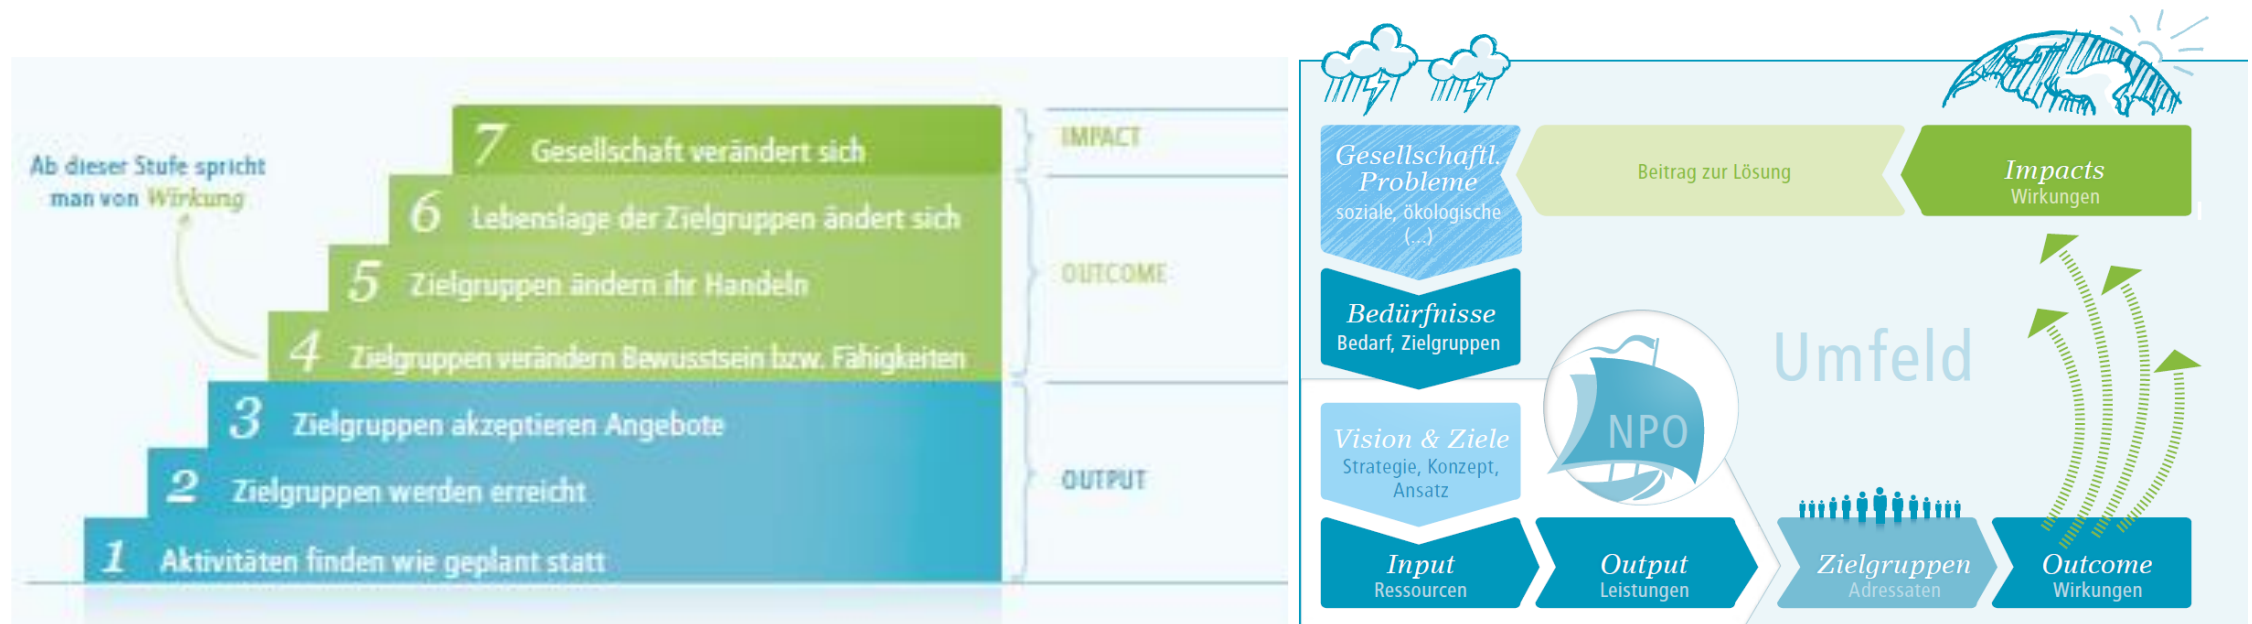 Ab dieser Stufe spricht
man von Wirkung
7 Gesellschaft verändert sich
6 Lebenslage der Zielgruppen ändert sich
5 Zielgruppen ändern ihr Handeln
4 Zielgruppen verändern Bewusstsein bzw. Fähigkeiten
3 Zielgruppen akzeptieren Angebote
2 Zielgruppen werden erreicht
1 Aktivitäten finden wie geplant statt
IMPACT
OUTCOME
OUTPUT
Gesellschaftl.
Probleme
soziale, ökologische
(...)
Beitrag zur Lösung
Impacts
Wirkungen
Bedürfnisse
Bedarf, Zielgruppen
Umfeld
NPO
Vision & Ziele
Strategie, Konzept,
Ansatz
Input
Ressourcen
Output
Leistungen
Zielgruppen
Adressaten
Outcome
Wirkungen